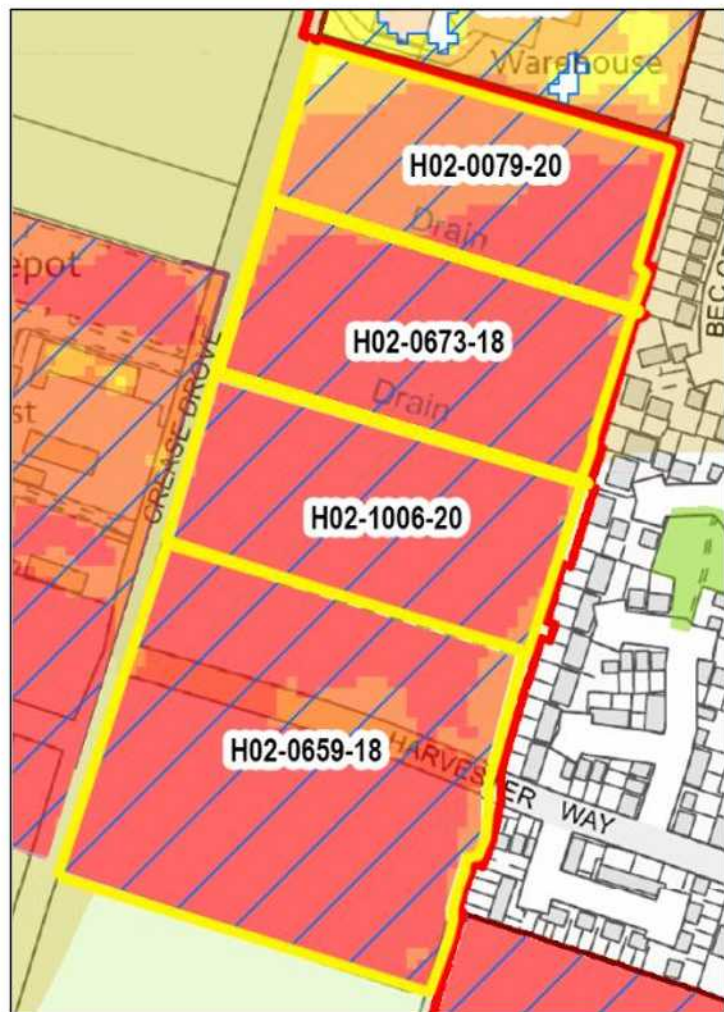 Warehouse
H02-0079-20
Drain
epot
BEC
H02-0673-18
Drain
st
CREASE DROVE
H02-1006-20
H02-0659-18
HARVESTER WAY